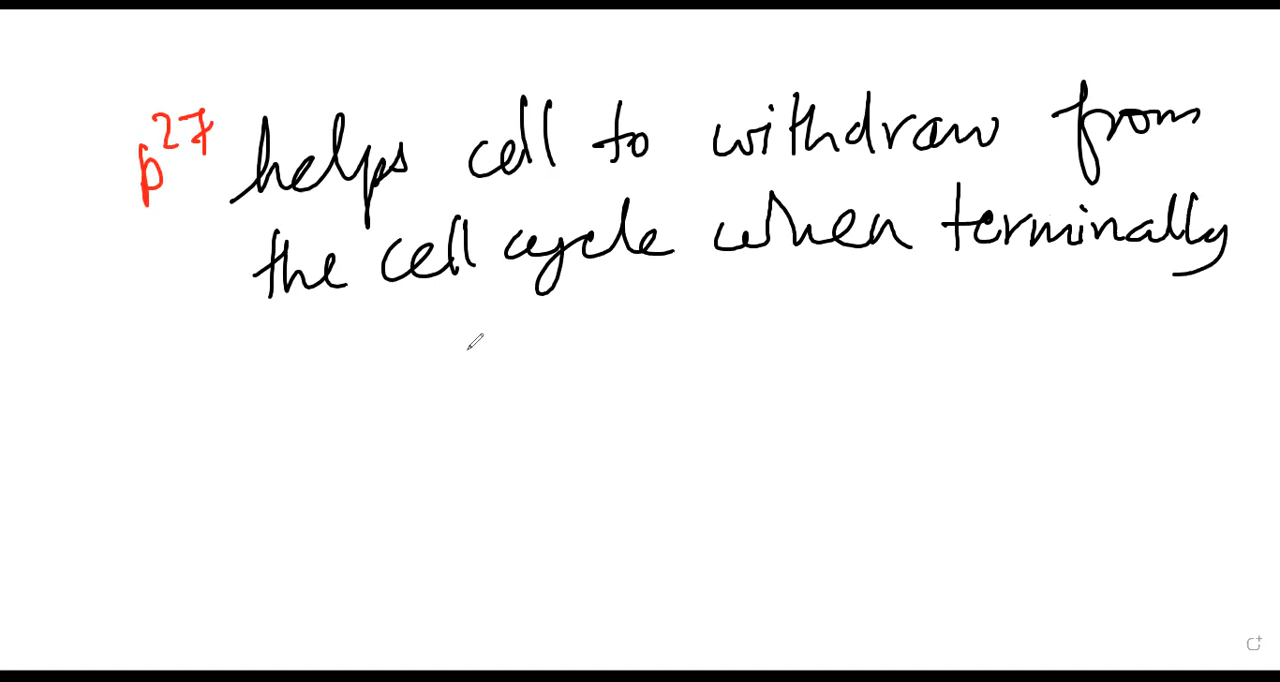 p²⁷ helps cell to withdraw from
the cell cycle when terminally